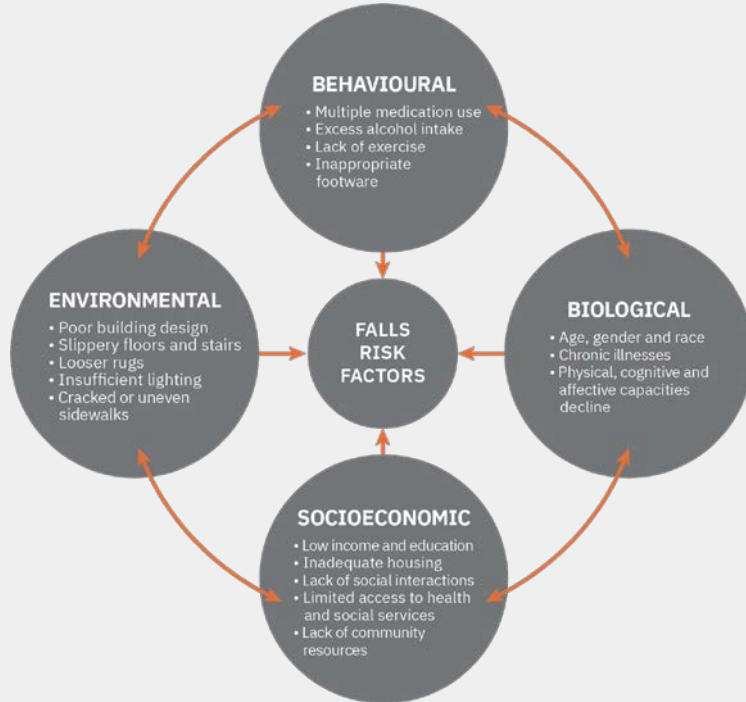 BEHAVIOURAL
• Multiple medication use
• Excess alcohol intake
• Lack of exercise
• Inappropriate
footware
ENVIRONMENTAL
• Poor building design
• Slippery floors and stairs
• Looser rugs
• Insufficient lighting
• Cracked or uneven
sidewalks
FALLS
RISK
FACTORS
BIOLOGICAL
• Age, gender and race
• Chronic illnesses
• Physical, cognitive and
affective capacities
decline
SOCIOECONOMIC
• Low income and education
• Inadequate housing
• Lack of social interactions
• Limited access to health
and social services
• Lack of community
resources